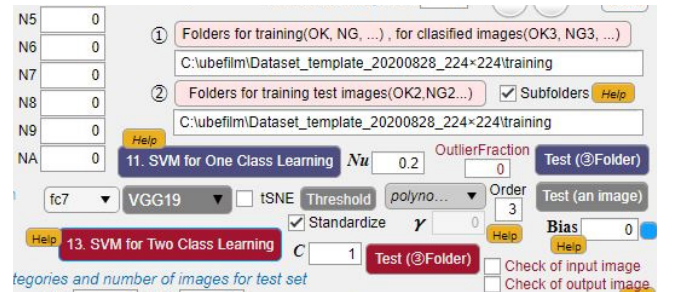 N5 0
① Folders for training(OK, NG, ...) , for cllasified images(OK3, NG3, ...)
N6 0
C:\ubefilm\Dataset_template_20200828_224×224\training
N7 0
② Folders for training test images(OK2,NG2...) Subfolders Help
N8 0
C:\ubefilm\Dataset_template_20200828_224×224\training
N9 0
Help
NA 0
11. SVM for One Class Learning Nu 0.2 OutlierFraction 0 Test (③Folder)
fc7 VGG19 tSNE Threshold polyno... Order 3 Test (an image)
Standardize γ 0 Help Bias 0
Help 13. SVM for Two Class Learning C 1 Test (③Folder) Help
Check of input image
tegories and number of images for test set Check of output image